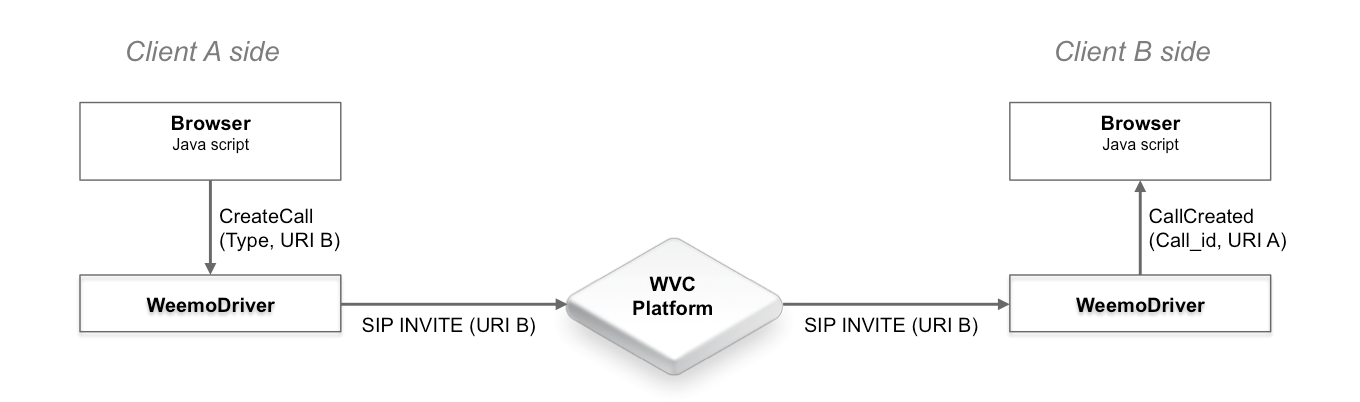 Client A side
Client B side
Browser
Java script
Browser
Java script
CreateCall
(Type, URI B)
CallCreated
(Call_id, URI A)
WVC
Platform
WeemoDriver
WeemoDriver
SIP INVITE (URI B)
SIP INVITE (URI B)